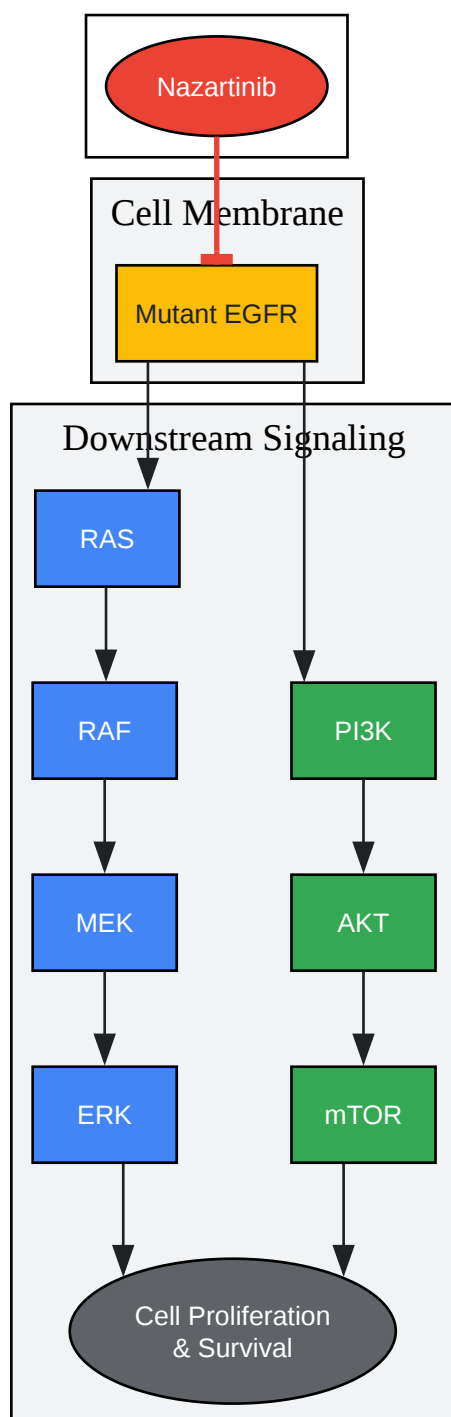 Nazartinib
Cell Membrane
Mutant EGFR
Downstream Signaling
RAS
RAF
PI3K
MEK
AKT
ERK
mTOR
Cell Proliferation
& Survival